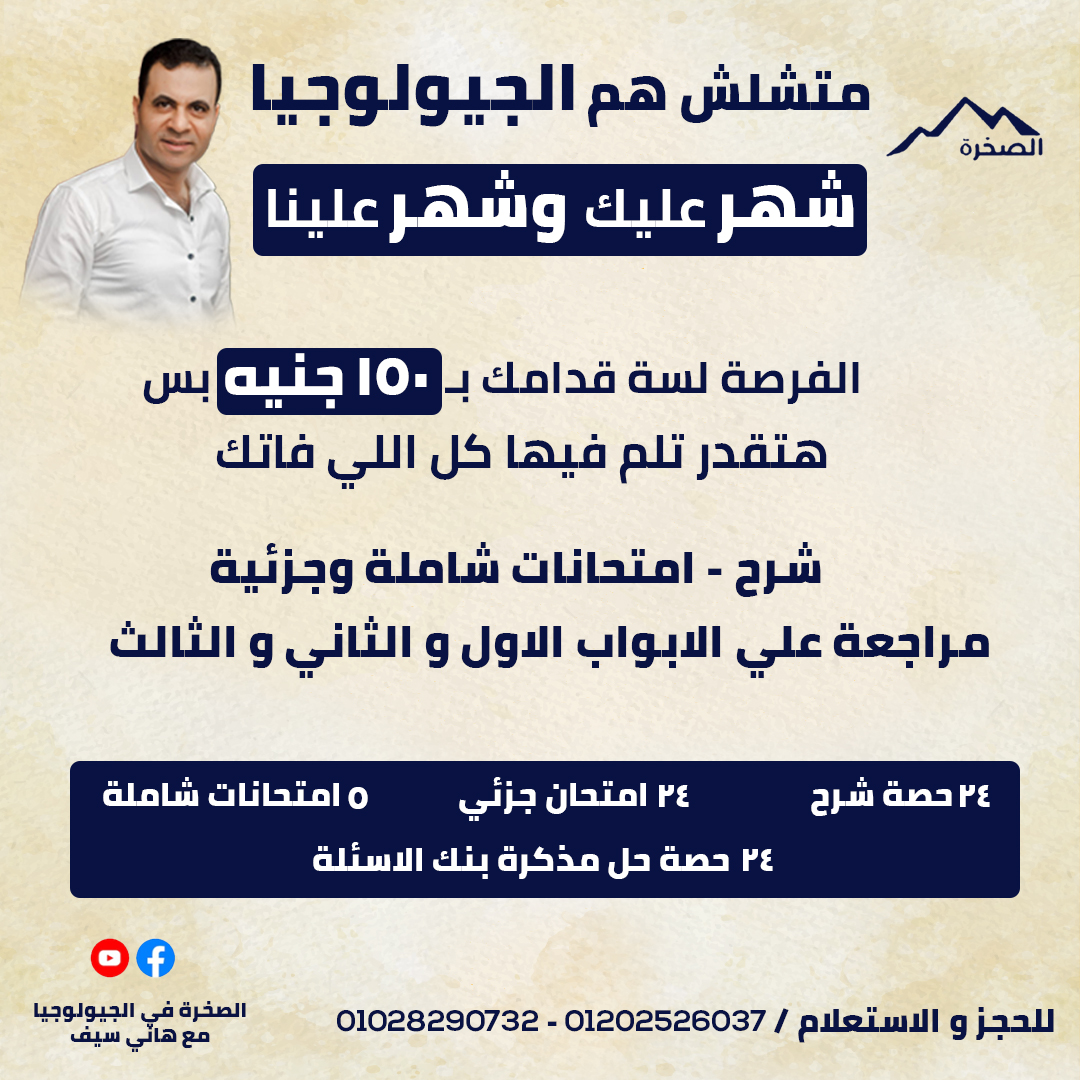 متشلش هم الجيولوجيا
الصخرة
شهر عليك وشهر علينا
الفرصة لسة قدامك بـ ١٥٠ جنيه بس
هتقدر تلم فيها كل اللي فاتك
شرح - امتحانات شاملة وجزئية
مراجعة علي الابواب الاول و الثاني و الثالث
٢٤ حصة شرح
٢٤ امتحان جزئي
٥ امتحانات شاملة
٢٤ حصة حل مذكرة بنك الاسئلة
للحجز و الاستعلام / 01202526037 - 01028290732
الصخرة في الجيولوجيا
مع هاني سيف